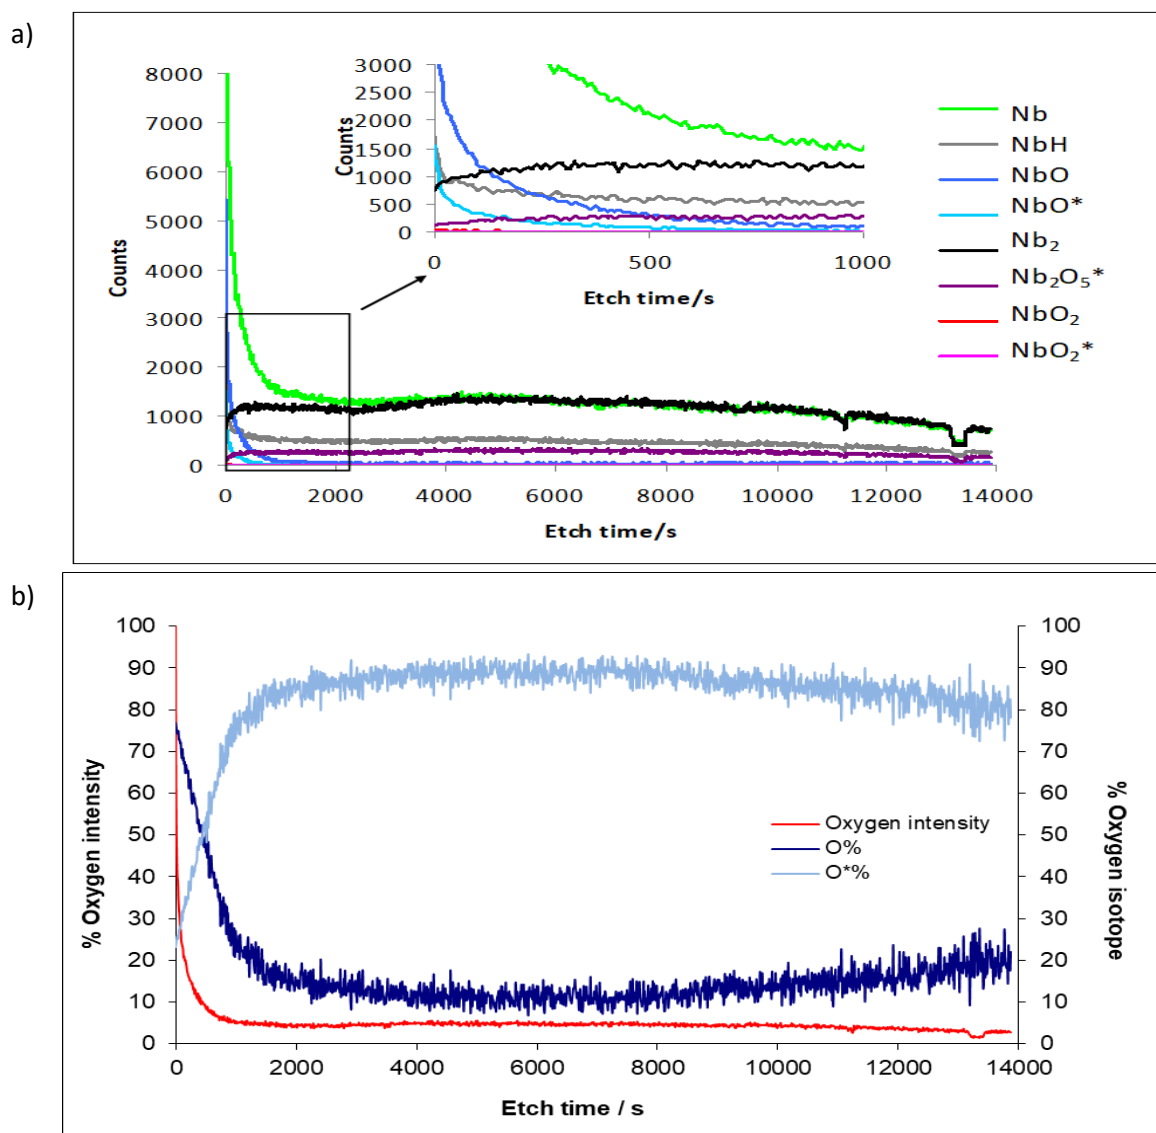 a)
8000
7000
6000
5000
4000
3000
2000
1000
0
Counts
0 2000 4000 6000 8000 10000 12000 14000
Etch time/s
3000
2500
2000
1500
1000
500
0
Counts
0 500 1000
Etch time/s
Nb
NbH
NbO
NbO*
Nb₂
Nb₂O₅*
NbO₂
NbO₂*
b)
100
90
80
70
60
50
40
30
20
10
0
% Oxygen intensity
Oxygen intensity
O%
O*%
100
90
80
70
60
50
40
30
20
10
0
% Oxygen isotope
0 2000 4000 6000 8000 10000 12000 14000
Etch time / s